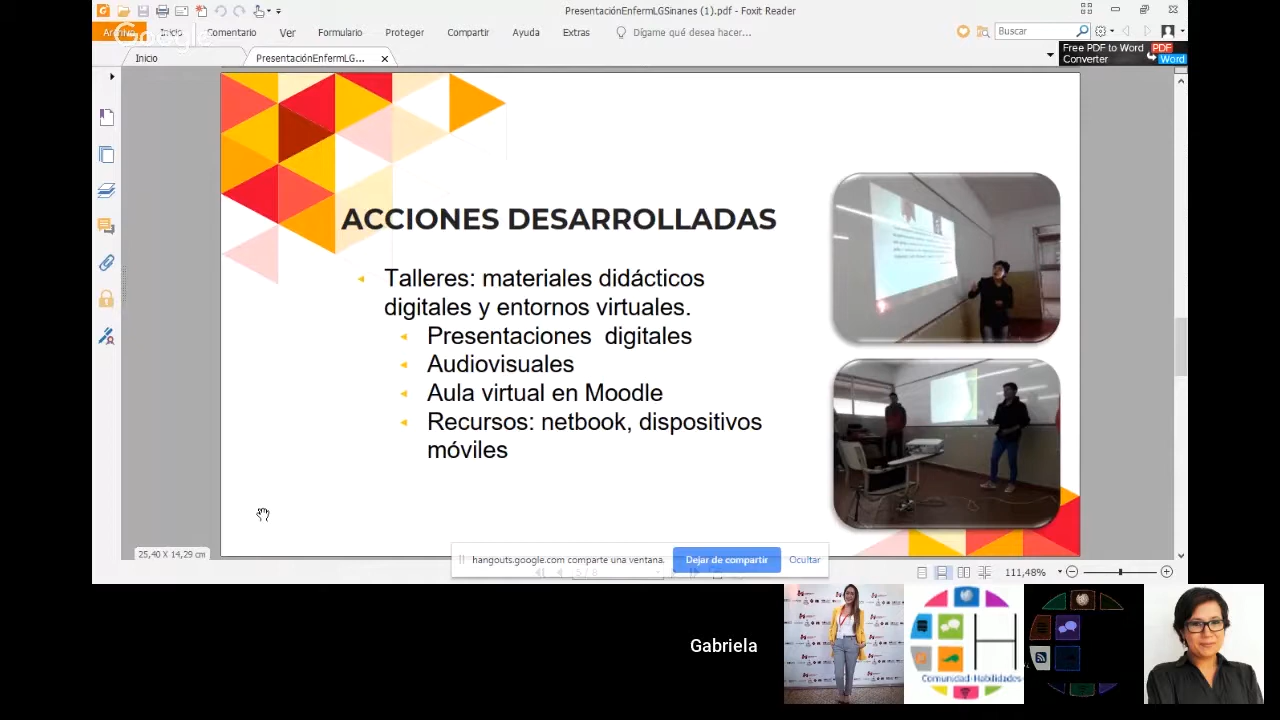 PresentaciónEnfermLGSinanes (1).pdf - Foxit Reader
Archivo Inicio Comentario Ver Formulario Proteger Compartir Ayuda Extras Dígame qué desea hacer... Buscar
Google
Inicio PresentaciónEnfermLG...
Free PDF to Word
Converter
PDF
Word
ACCIONES DESARROLLADAS
Talleres: materiales didácticos
digitales y entornos virtuales.
Presentaciones digitales
Audiovisuales
Aula virtual en Moodle
Recursos: netbook, dispositivos
móviles
25,40 X 14,29 cm
hangouts.google.com comparte una ventana. Dejar de compartir Ocultar
5 / 8
111,48%
Gabriela
H
Comunidad Habilidades